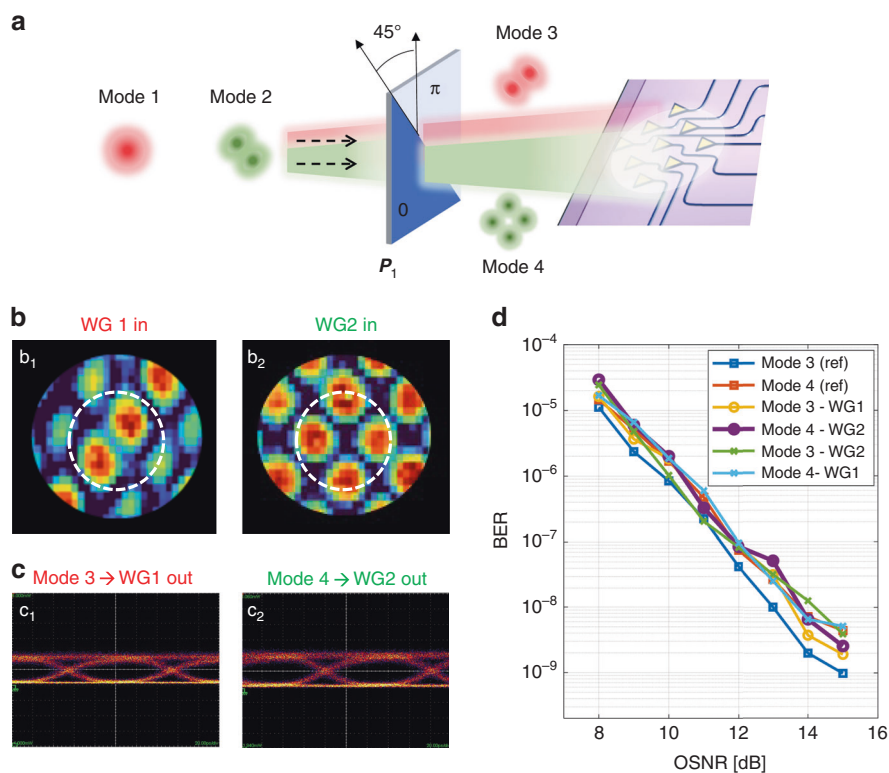 a
45°
Mode 3
π
Mode 1
Mode 2
0
P1
Mode 4
b
WG 1 in
WG2 in
b1
b2
c
Mode 3 → WG1 out
Mode 4 → WG2 out
c1
c2
d
10−4
10−5
10−6
10−7
10−8
10−9
BER
8
10
12
14
16
OSNR [dB]
Mode 3 (ref)
Mode 4 (ref)
Mode 3 - WG1
Mode 4 - WG2
Mode 3 - WG2
Mode 4- WG1